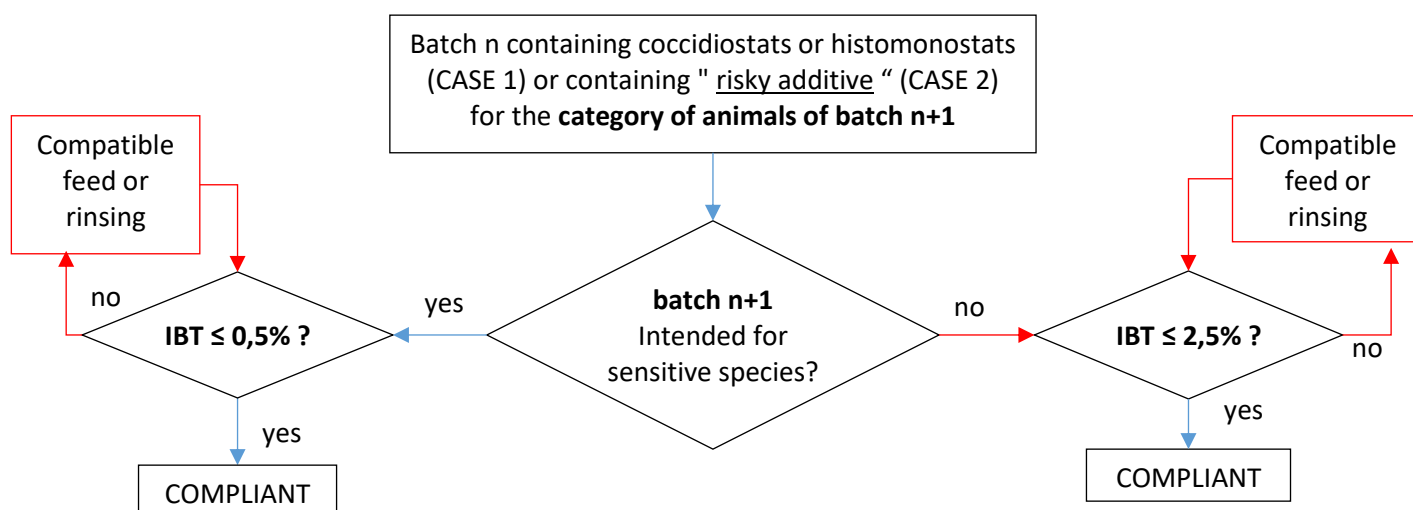 Batch n containing coccidiostats or histomonostats
(CASE 1) or containing " risky additive “ (CASE 2)
for the category of animals of batch n+1
Compatible
feed or
rinsing
Compatible
feed or
rinsing
no
IBT ≤ 0,5% ?
yes
batch n+1
Intended for
sensitive species?
no
IBT ≤ 2,5% ?
no
yes
COMPLIANT
yes
COMPLIANT